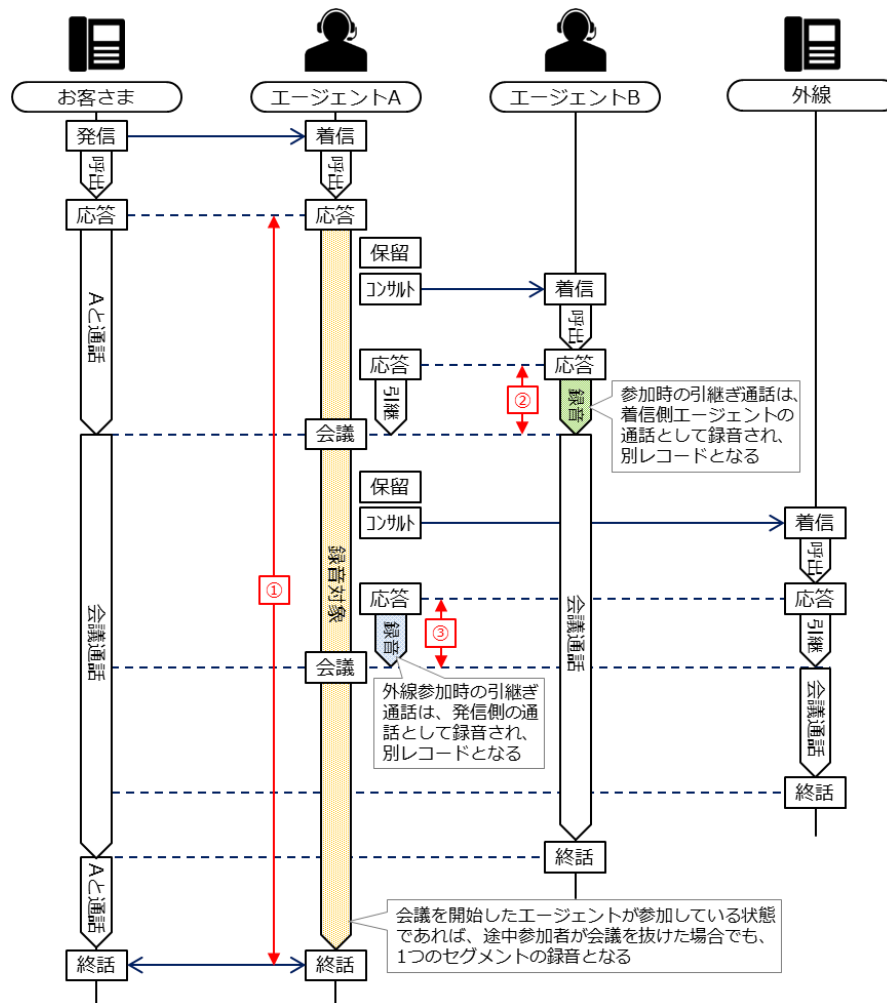 お客さま
エージェントA
エージェントB
外線
発信
着信
呼出
呼出
応答
応答
①
Aと通話
録音対象
保留
コンサルト
着信
呼出
応答
応答
引継
②
録音
参加時の引継ぎ通話は、
着信側エージェントの
通話として録音され、
別レコードとなる
会議
保留
コンサルト
着信
呼出
会議通話
会議通話
応答
応答
録音
③
引継
会議
外線参加時の引継ぎ
通話は、発信側の通
話として録音され、
別レコードとなる
会議通話
終話
終話
Aと通話
会議を開始したエージェントが参加している状態
であれば、途中参加者が会議を抜けた場合でも、
1つのセグメントの録音となる
終話
終話